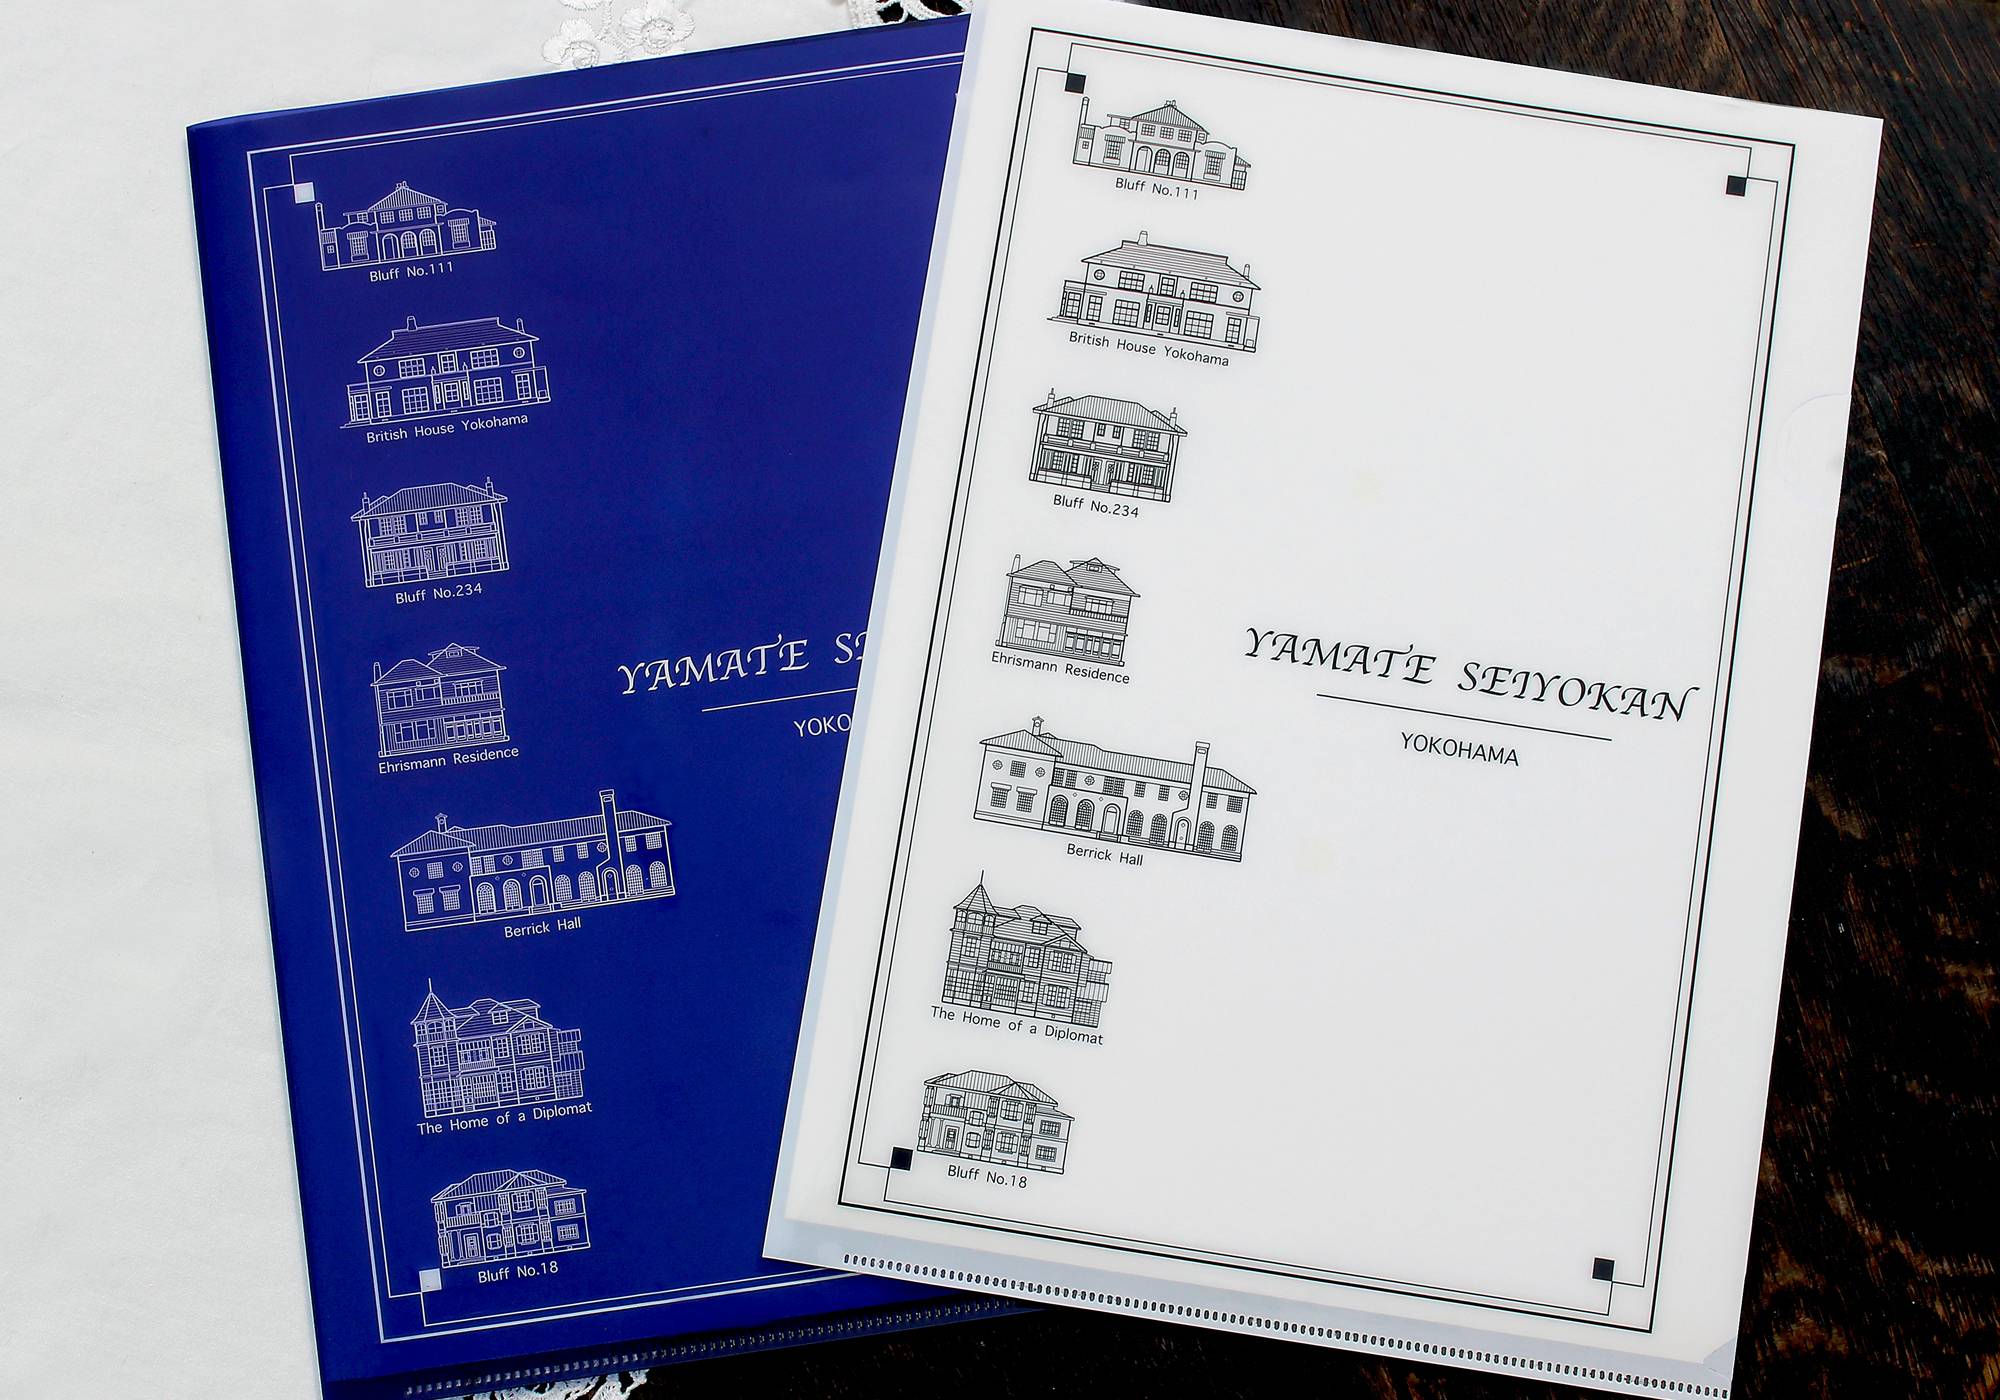 Bluff No.111
British House Yokohama
Bluff No.234
Ehrismann Residence
Berrick Hall
The Home of a Diplomat
Bluff No.18
YAMATE SE
YOKO
Bluff No.111
British House Yokohama
Bluff No.234
Ehrismann Residence
Berrick Hall
The Home of a Diplomat
Bluff No.18
YAMATE SEIYOKAN
YOKOHAMA